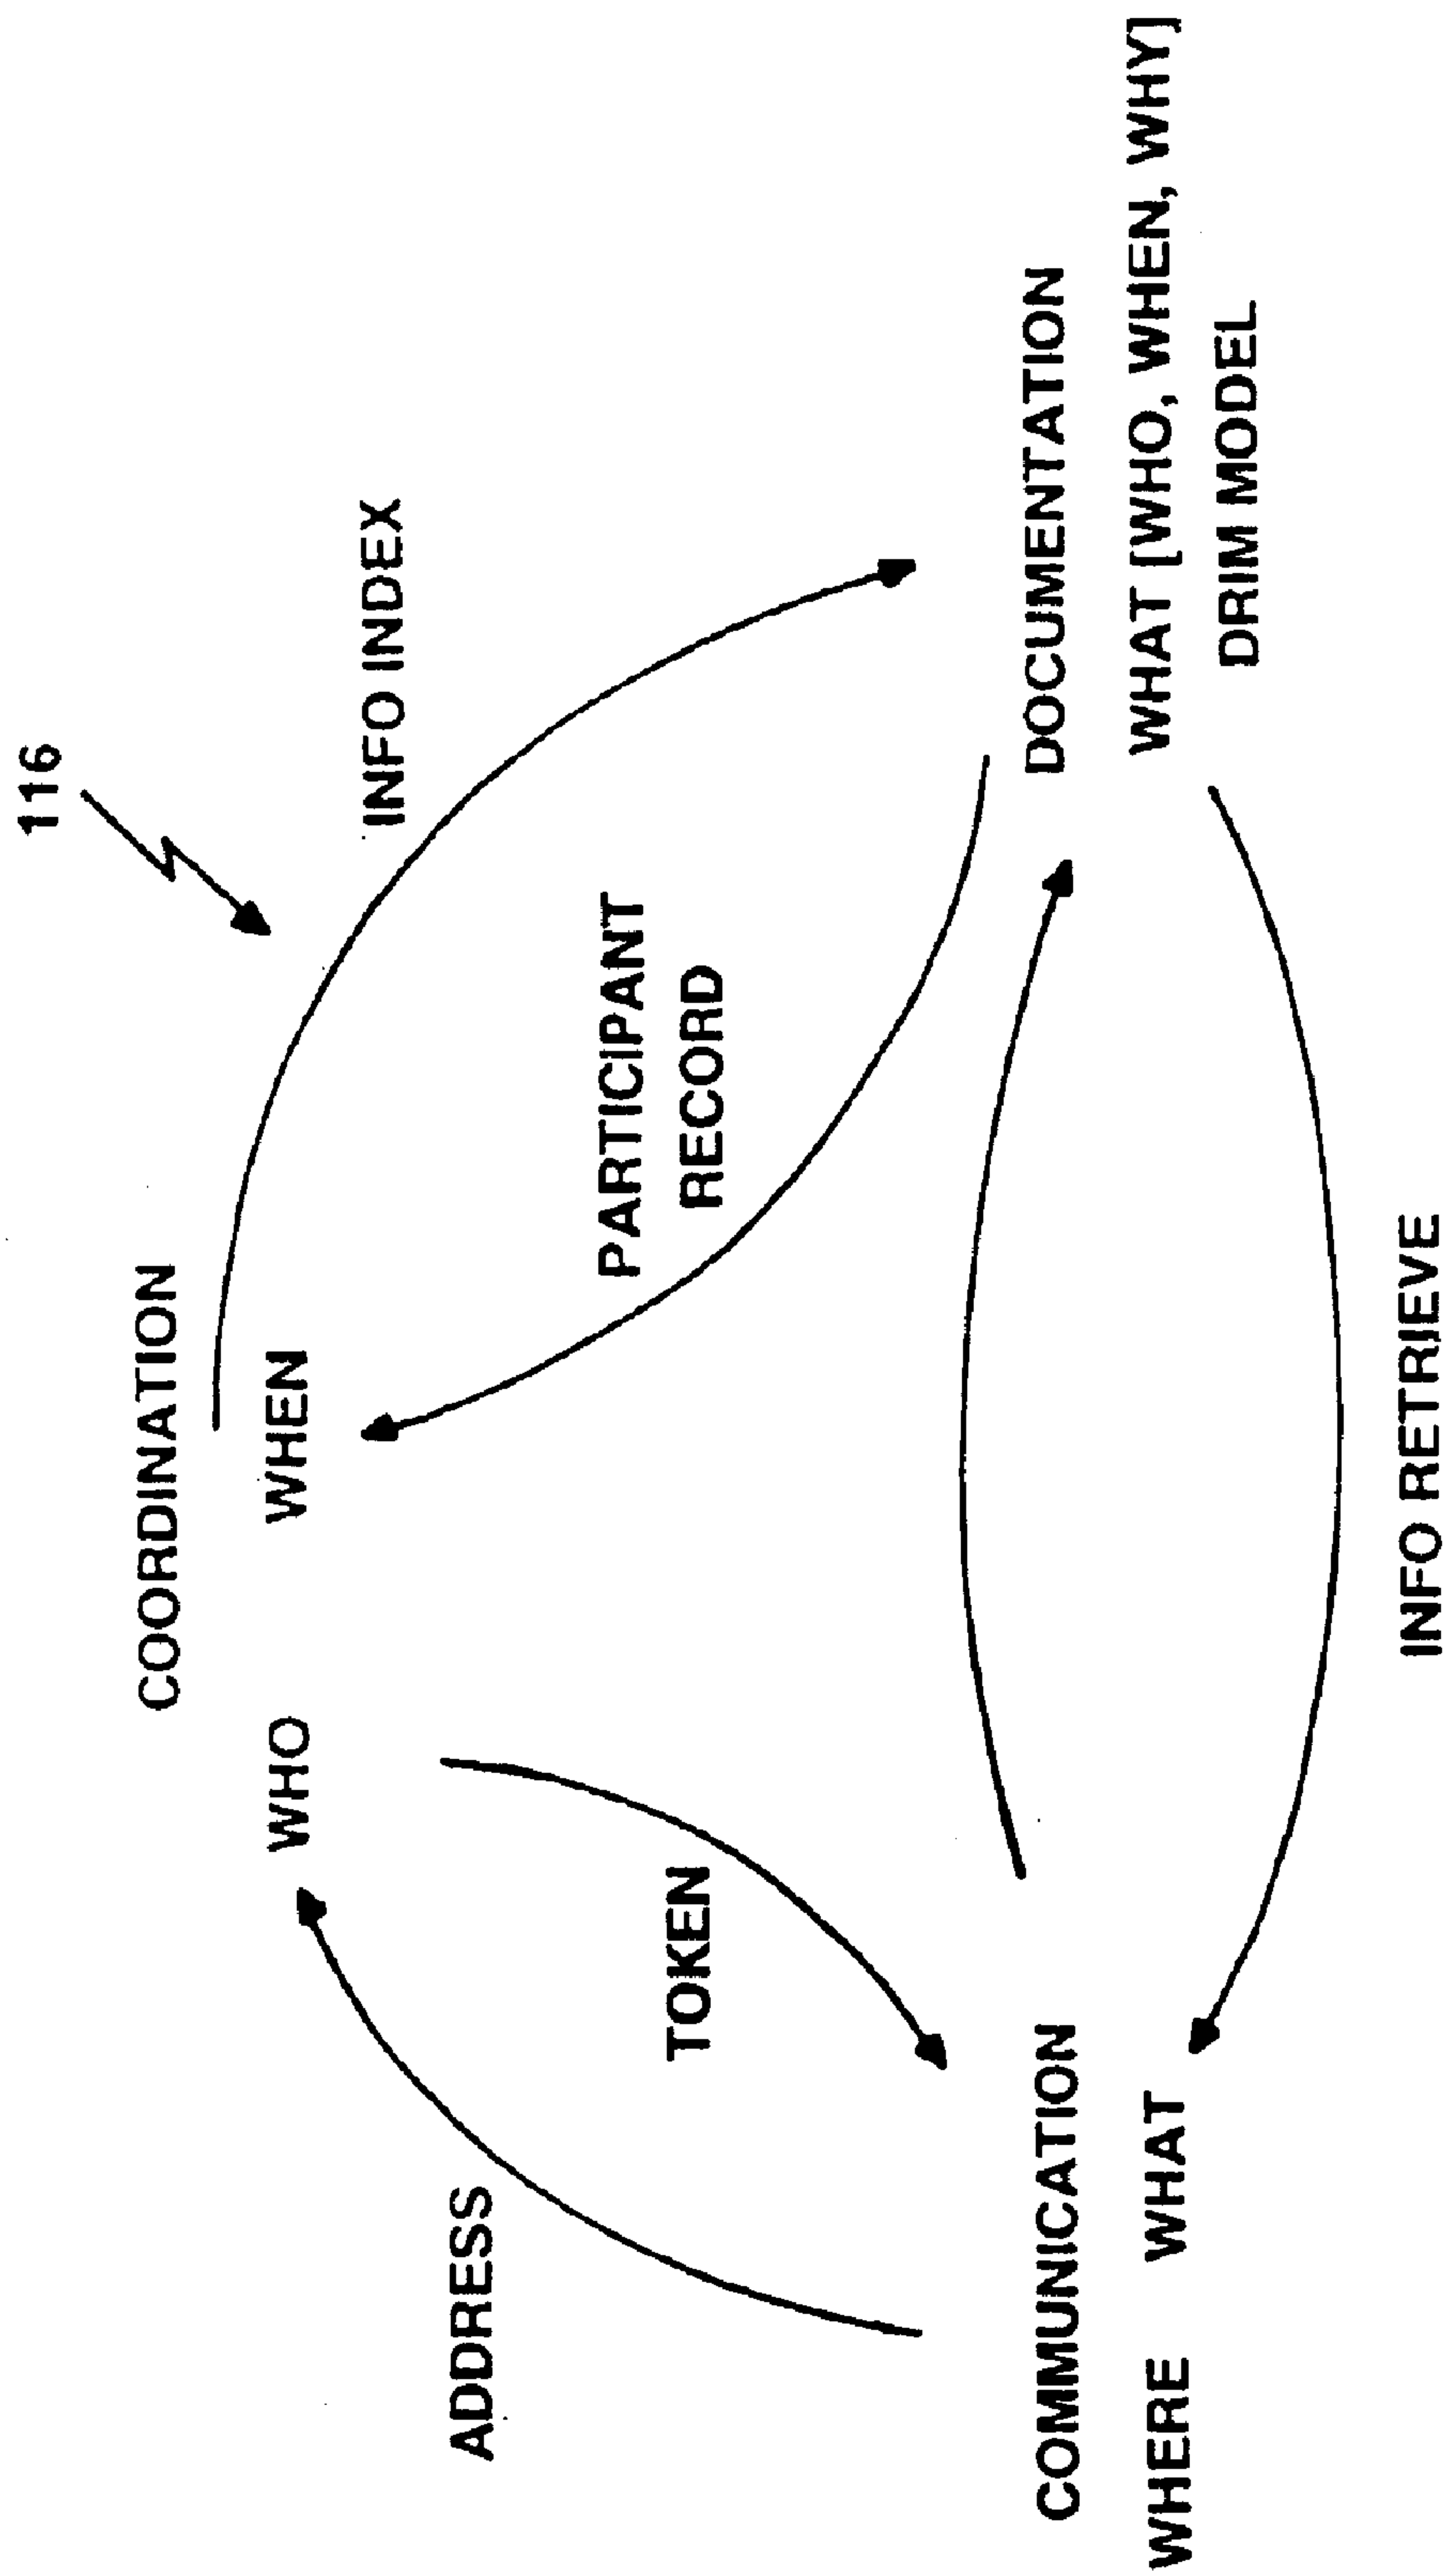 116
COORDINATION
WHO WHEN
INFO INDEX
ADDRESS
TOKEN
PARTICIPANT
RECORD
COMMUNICATION
WHERE WHAT
DOCUMENTATION
WHAT [WHO, WHEN, WHY]
DRIM MODEL
INFO RETRIEVE